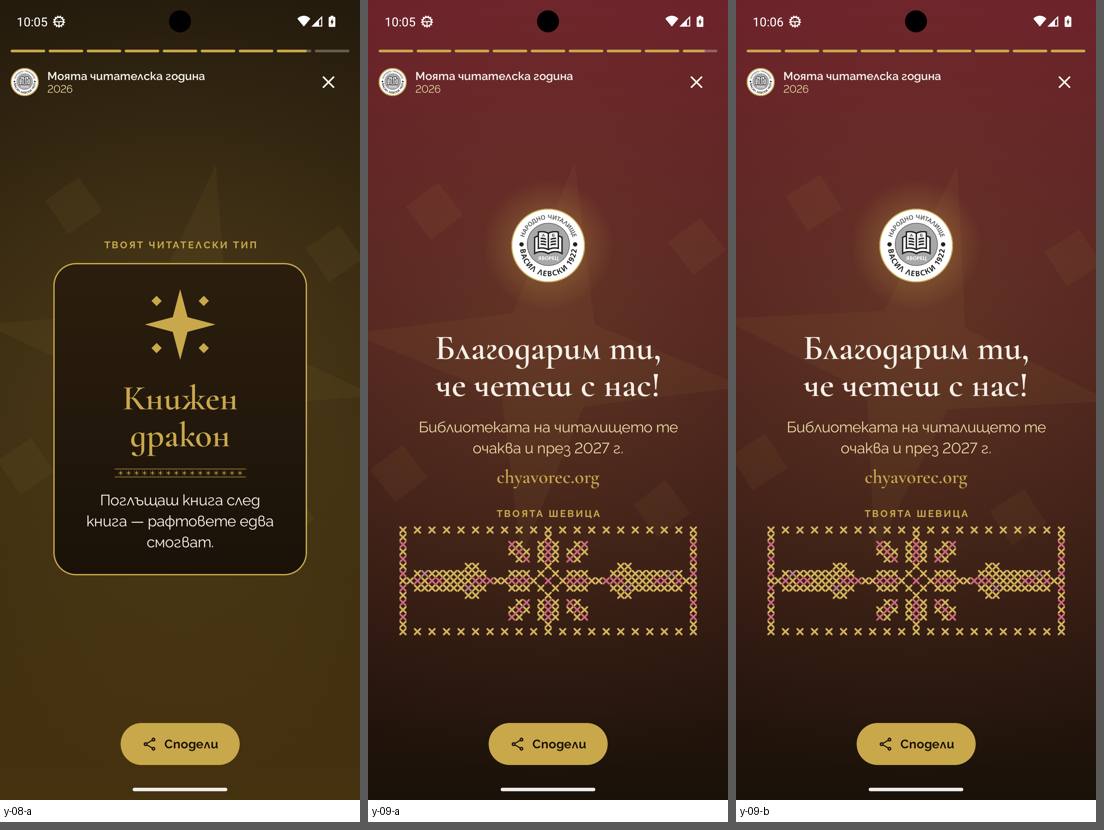 10:05
Моята читателска година
2026
ТВОЯТ ЧИТАТЕЛСКИ ТИП
Книжен
дракон
Поглъщаш книга след
книга — рафтовете едва
смогват.
Сподели
y-08-a
10:05
Моята читателска година
2026
НАРОДНО ЧИТАЛИЩЕ
ЯВОРЕЦ
ВАСИЛ ЛЕВСКИ 1922
Благодарим ти,
че четеш с нас!
Библиотеката на читалището те
очаква и през 2027 г.
chyavorec.org
ТВОЯТА ШЕВИЦА
Сподели
y-09-a
10:06
Моята читателска година
2026
НАРОДНО ЧИТАЛИЩЕ
ЯВОРЕЦ
ВАСИЛ ЛЕВСКИ 1922
Благодарим ти,
че четеш с нас!
Библиотеката на читалището те
очаква и през 2027 г.
chyavorec.org
ТВОЯТА ШЕВИЦА
Сподели
y-09-b